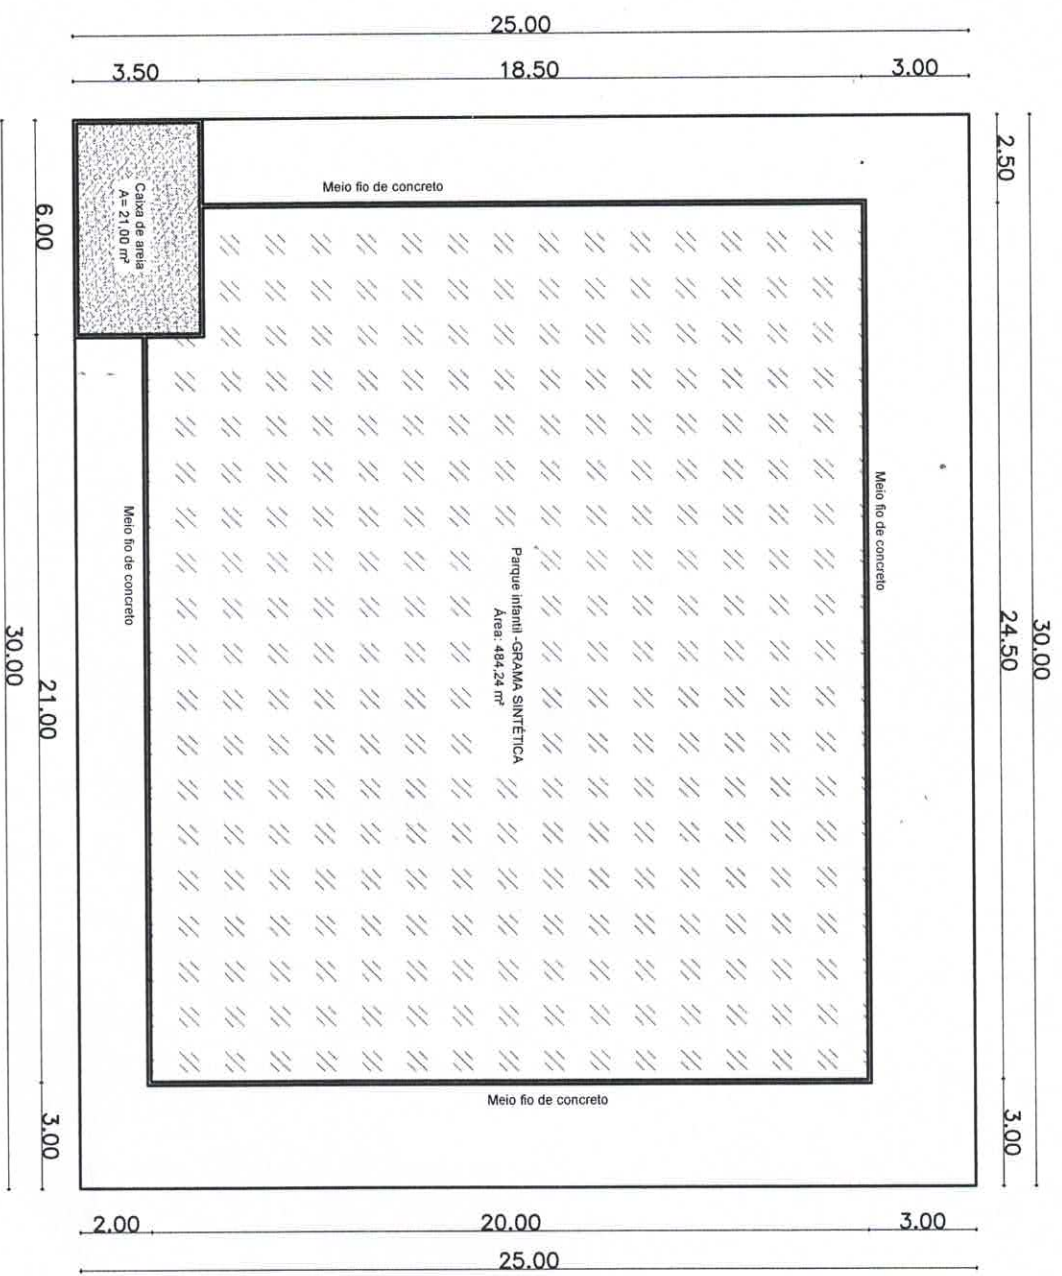 25.00
3.50
18.50
3.00
Caixa de areia
A= 21,00 m²
Meio fio de concreto
2.50
6.00
Meio fio de concreto
Meio fio de concreto
Parque infantil -GRAMA SINTÉTICA
Área: 484,24 m²
24.50
30.00
30.00
21.00
Meio fio de concreto
3.00
3.00
2.00
20.00
3.00
25.00